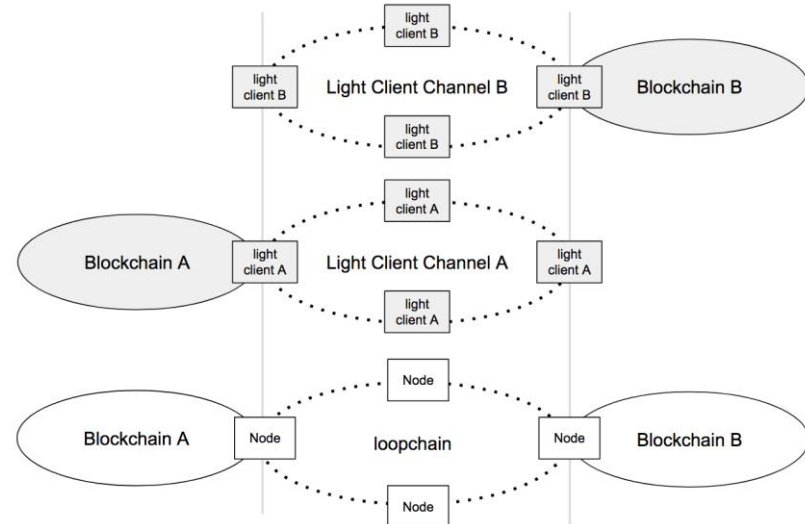 light
client B
light
client B
Light Client Channel B
light
client B
Blockchain B
light
client B
light
client A
Blockchain A
light
client A
Light Client Channel A
light
client A
light
client A
Node
Blockchain A
Node
loopchain
Node
Blockchain B
Node